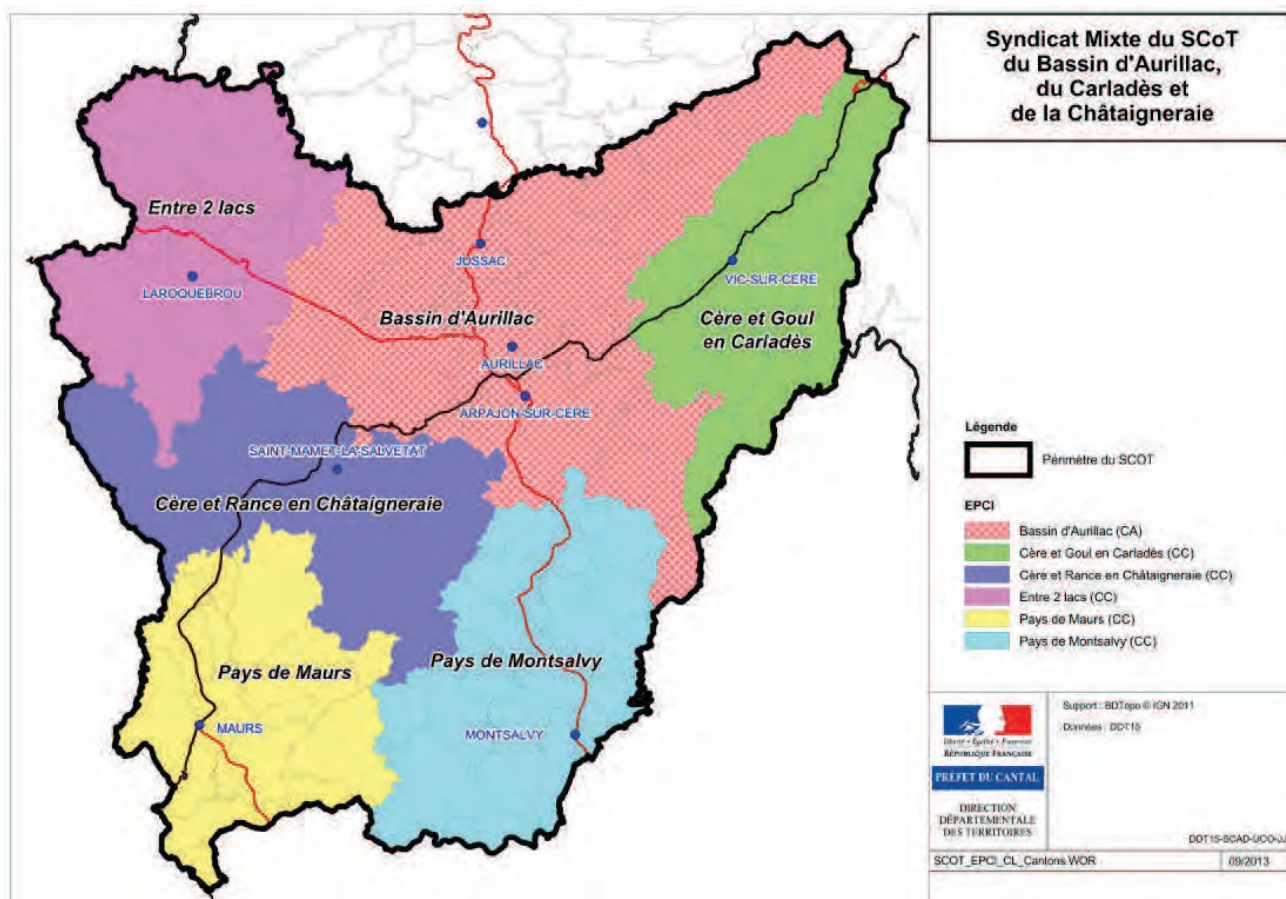 Syndicat Mixte du SCoT
du Bassin d'Aurillac,
du Carladès et
de la Châtaigneraie
Entre 2 lacs
LAROQUEBROU
JUSSAC
Bassin d'Aurillac
VIC-SUR-CERE
Cère et Goul
en Carladès
AURILLAC
ARPAJON-SUR-CERE
SAINT-MAMET-LA-SALVETAT
Cère et Rance en Châtaigneraie
Pays de Maurs
Pays de Montsalvy
MAURS
MONTSALVY
Légende
Périmètre du SCOT
EPCI
Bassin d'Aurillac (CA)
Cère et Goul en Carladès (CC)
Cère et Rance en Châtaigneraie (CC)
Entre 2 lacs (CC)
Pays de Maurs (CC)
Pays de Montsalvy (CC)
Liberté • Égalité • Fraternité
RÉPUBLIQUE FRANÇAISE
PRÉFET DU CANTAL
DIRECTION
DÉPARTEMENTALE
DES TERRITOIRES
Support : BDTopo © IGN 2011
Données : DDT15
DDT15-SCAD-UCO-JJ
SCOT_EPCI_CL_Cantons.WOR
09/2013